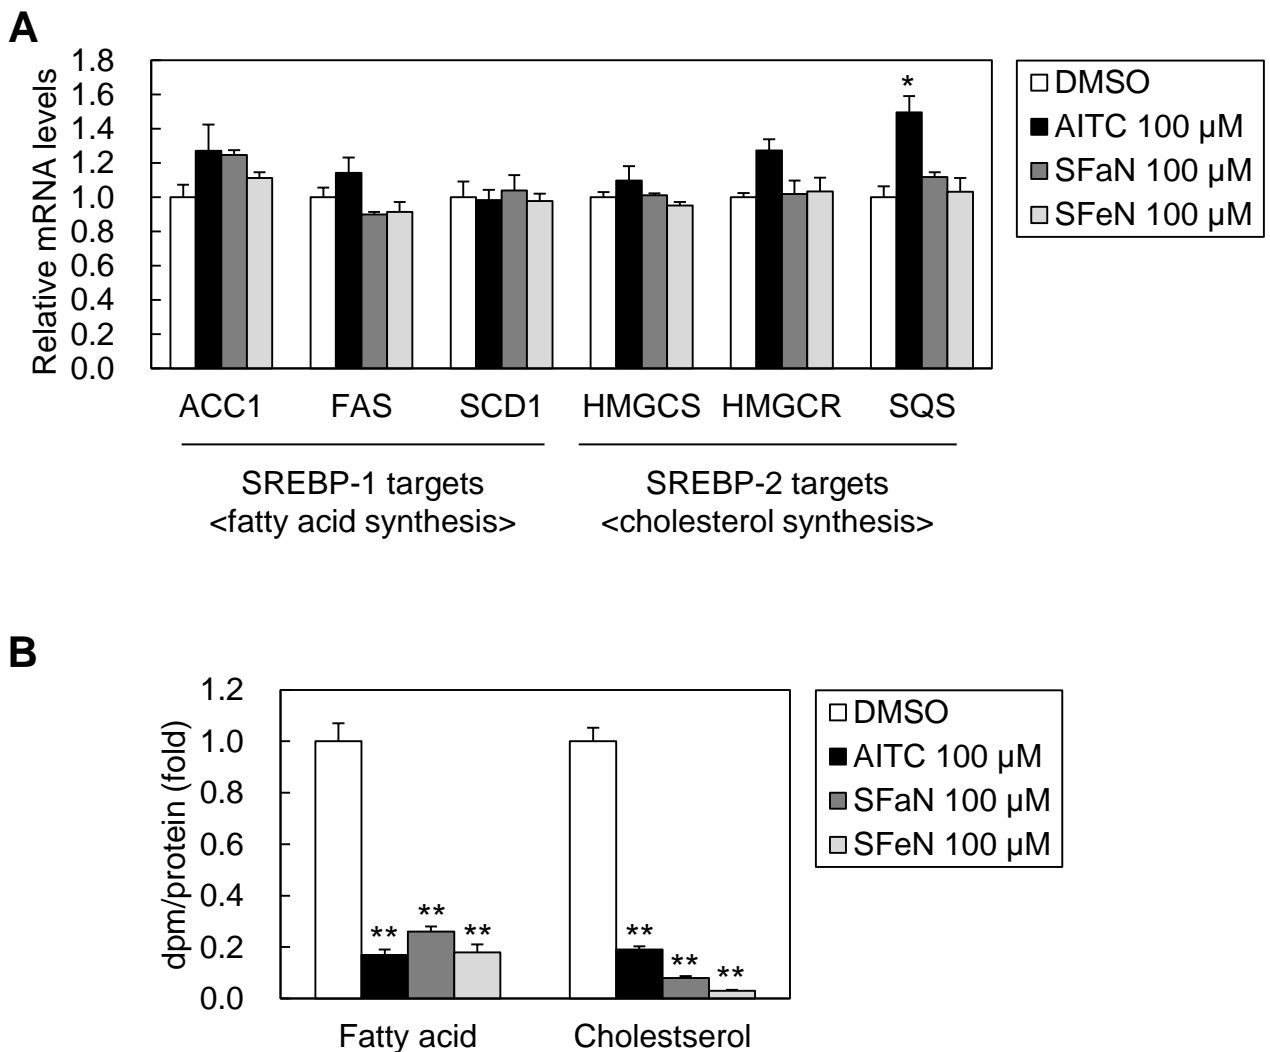 A
Relative mRNA levels
1.8
1.6
1.4
1.2
1.0
0.8
0.6
0.4
0.2
0.0
*
DMSO
AITC 100 µM
SFaN 100 µM
SFeN 100 µM
ACC1 FAS SCD1 HMGCS HMGCR SQS
SREBP-1 targets
<fatty acid synthesis>
SREBP-2 targets
<cholesterol synthesis>
B
dpm/protein (fold)
1.2
1.0
0.8
0.6
0.4
0.2
0.0
** ** **
** ** **
DMSO
AITC 100 µM
SFaN 100 µM
SFeN 100 µM
Fatty acid Cholestserol